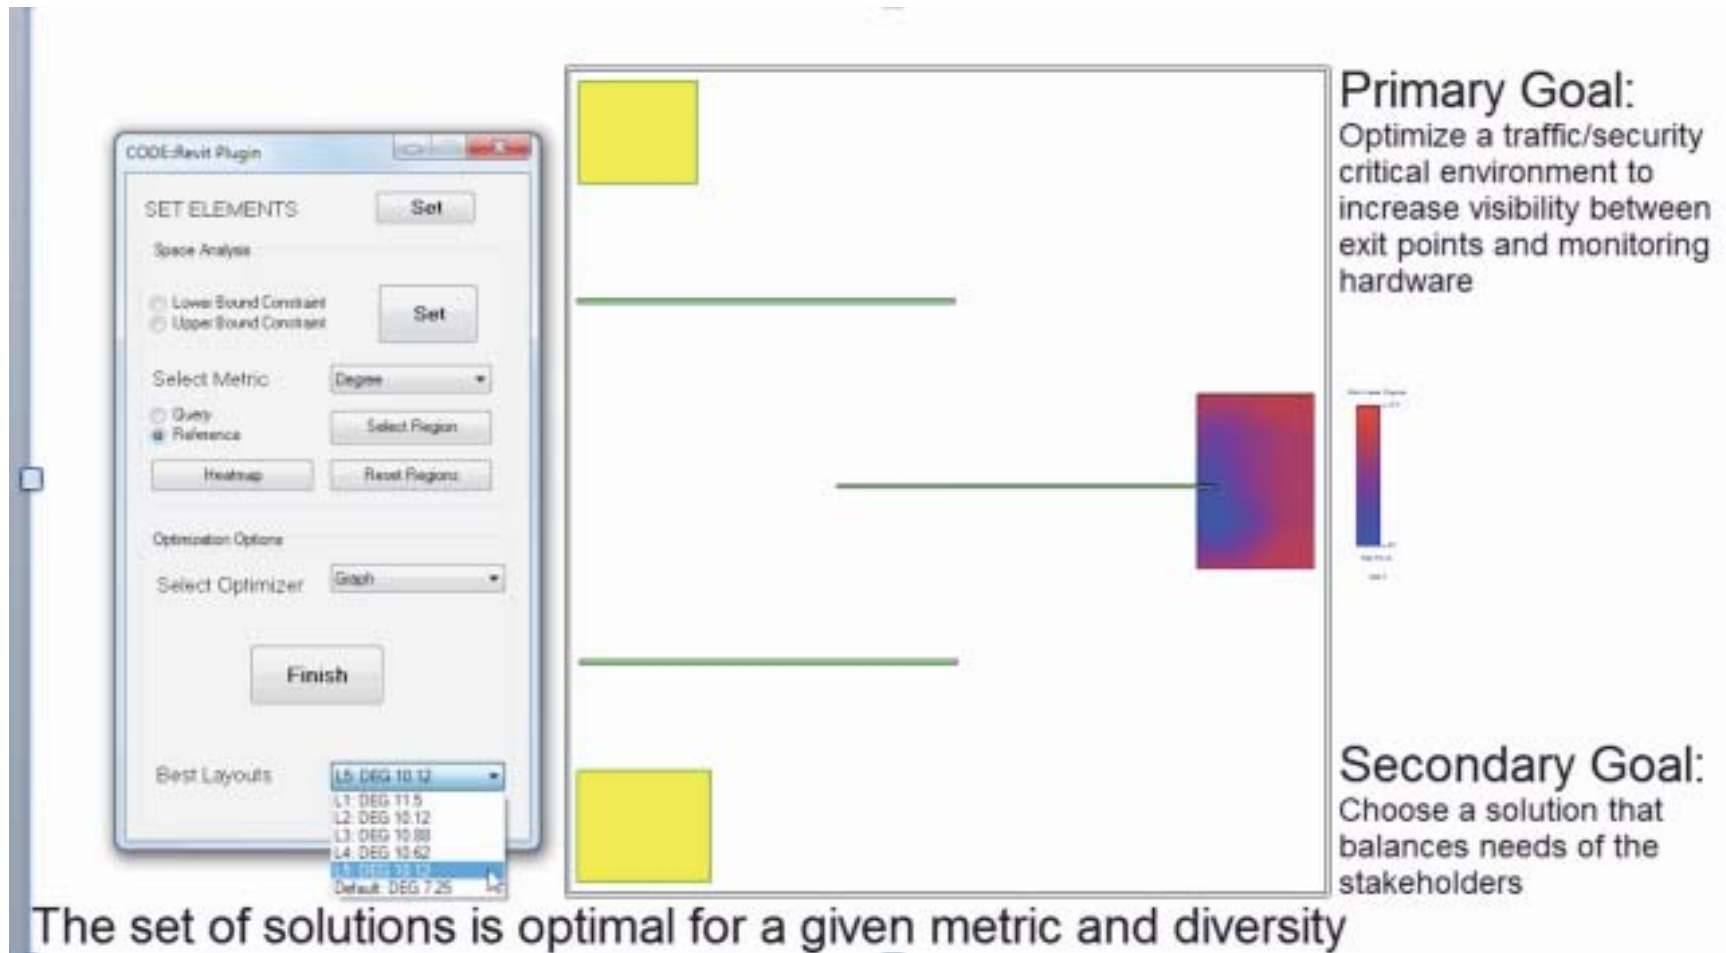 CODE:Revit Plugin
SET ELEMENTS
Set
Space Analysis
Lower Bound Constraint
Upper Bound Constraint
Set
Select Metric
Degree
Query
Reference
Select Region
Heatmap
Reset Regions
Optimization Options
Select Optimizer
Graph
Finish
Best Layouts
L5: DEG 10.12
L1: DEG 11.5
L2: DEG 10.12
L3: DEG 10.88
L4: DEG 10.62
L5: DEG 10.12
Default: DEG 7.25
Primary Goal:
Optimize a traffic/security
critical environment to
increase visibility between
exit points and monitoring
hardware
Secondary Goal:
Choose a solution that
balances needs of the
stakeholders
The set of solutions is optimal for a given metric and diversity